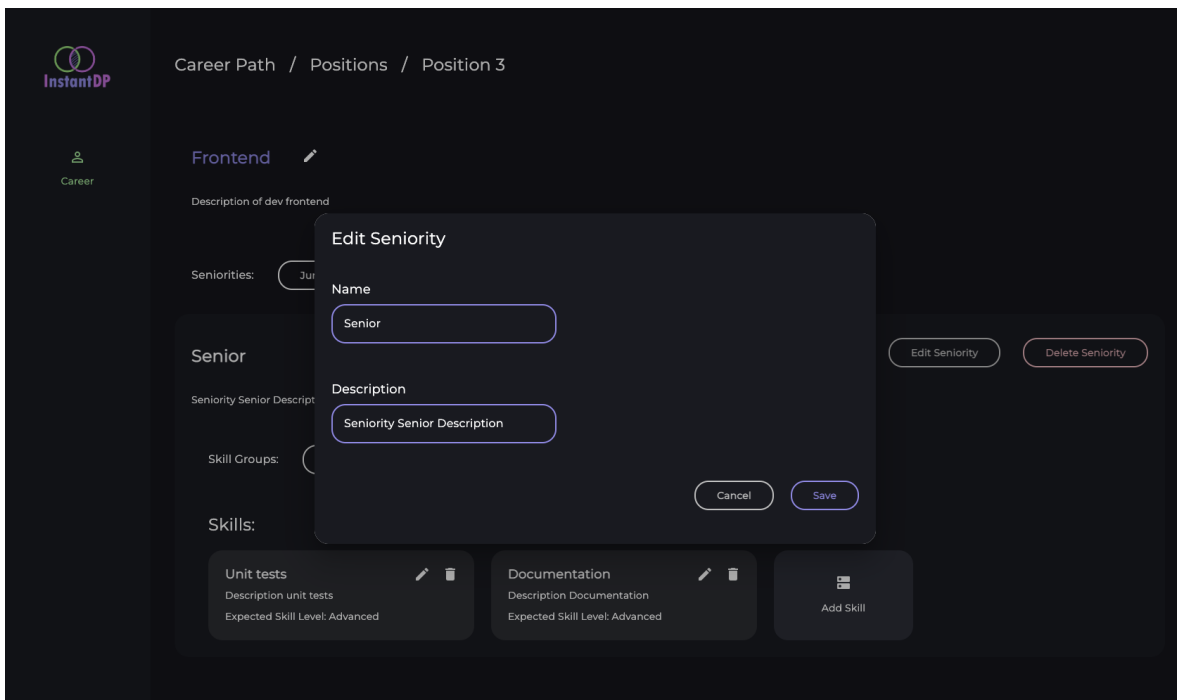 InstantDP
Career Path / Positions / Position 3
Career
Frontend
Description of dev frontend
Seniorities:
Edit Seniority
Name
Senior
Description
Seniority Senior Description
Cancel Save
Senior
Edit Seniority Delete Seniority
Seniority Senior
Skill Groups:
Skills:
Unit tests
Description unit tests
Expected Skill Level: Advanced
Documentation
Description Documentation
Expected Skill Level: Advanced
Add Skill